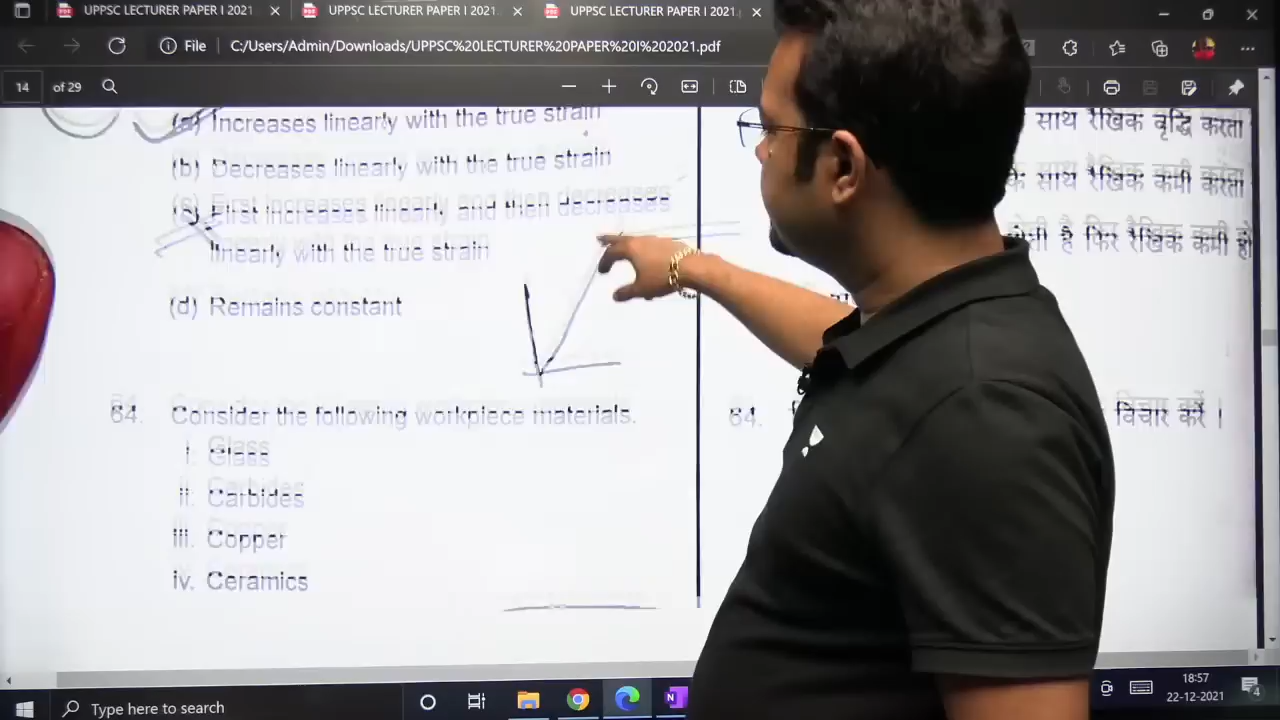 UPPSC LECTURER PAPER I 2021
UPPSC LECTURER PAPER I 2021
UPPSC LECTURER PAPER I 2021
File C:/Users/Admin/Downloads/UPPSC%20LECTURER%20PAPER%20I%202021.pdf
14 of 29
(a) Increases linearly with the true strain
(b) Decreases linearly with the true strain
(c) First increases linearly and then decreases
linearly with the true strain
(d) Remains constant
64. Consider the following workpiece materials.
i. Glass
ii. Carbides
iii. Copper
iv. Ceramics
साथ रैखिक वृद्धि करता
के साथ रैखिक कमी करता
होती है फिर रैखिक कमी हो
64.
विचार करें ।
Type here to search
18:57
22-12-2021
4